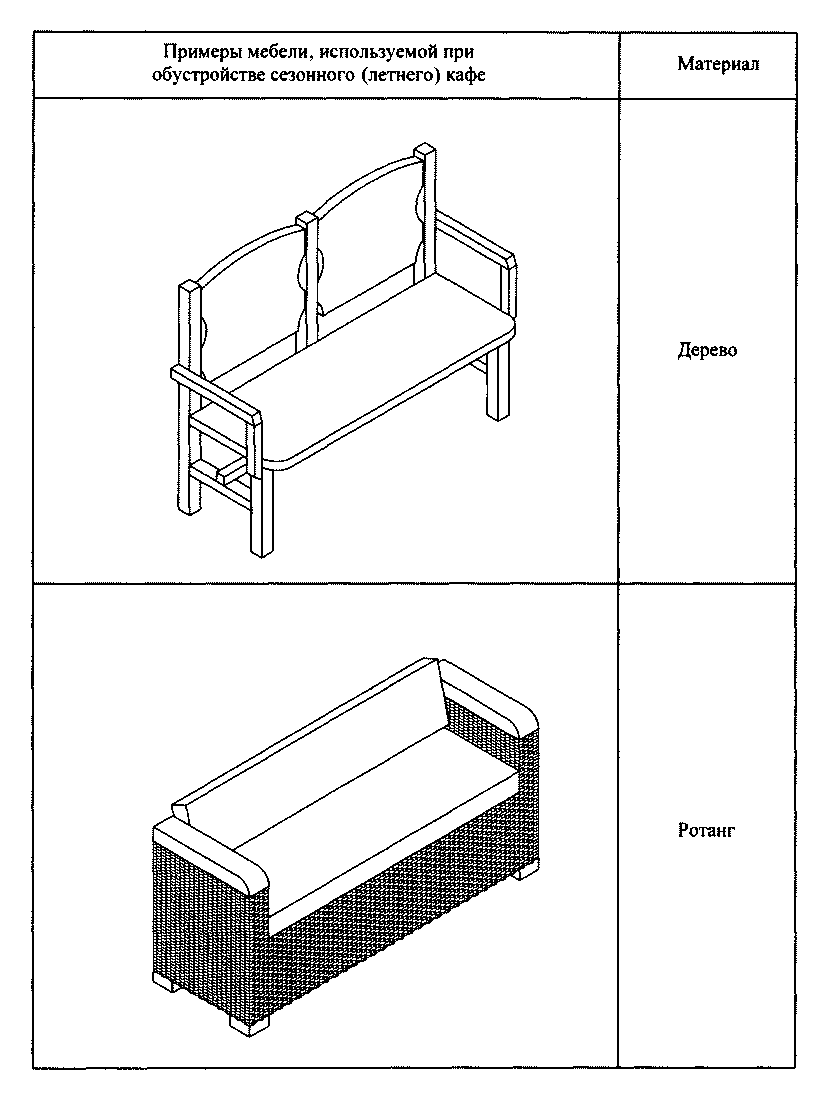 Примеры мебели, используемой при
обустройстве сезонного (летнего) кафе
Материал
Дерево
Ротанг